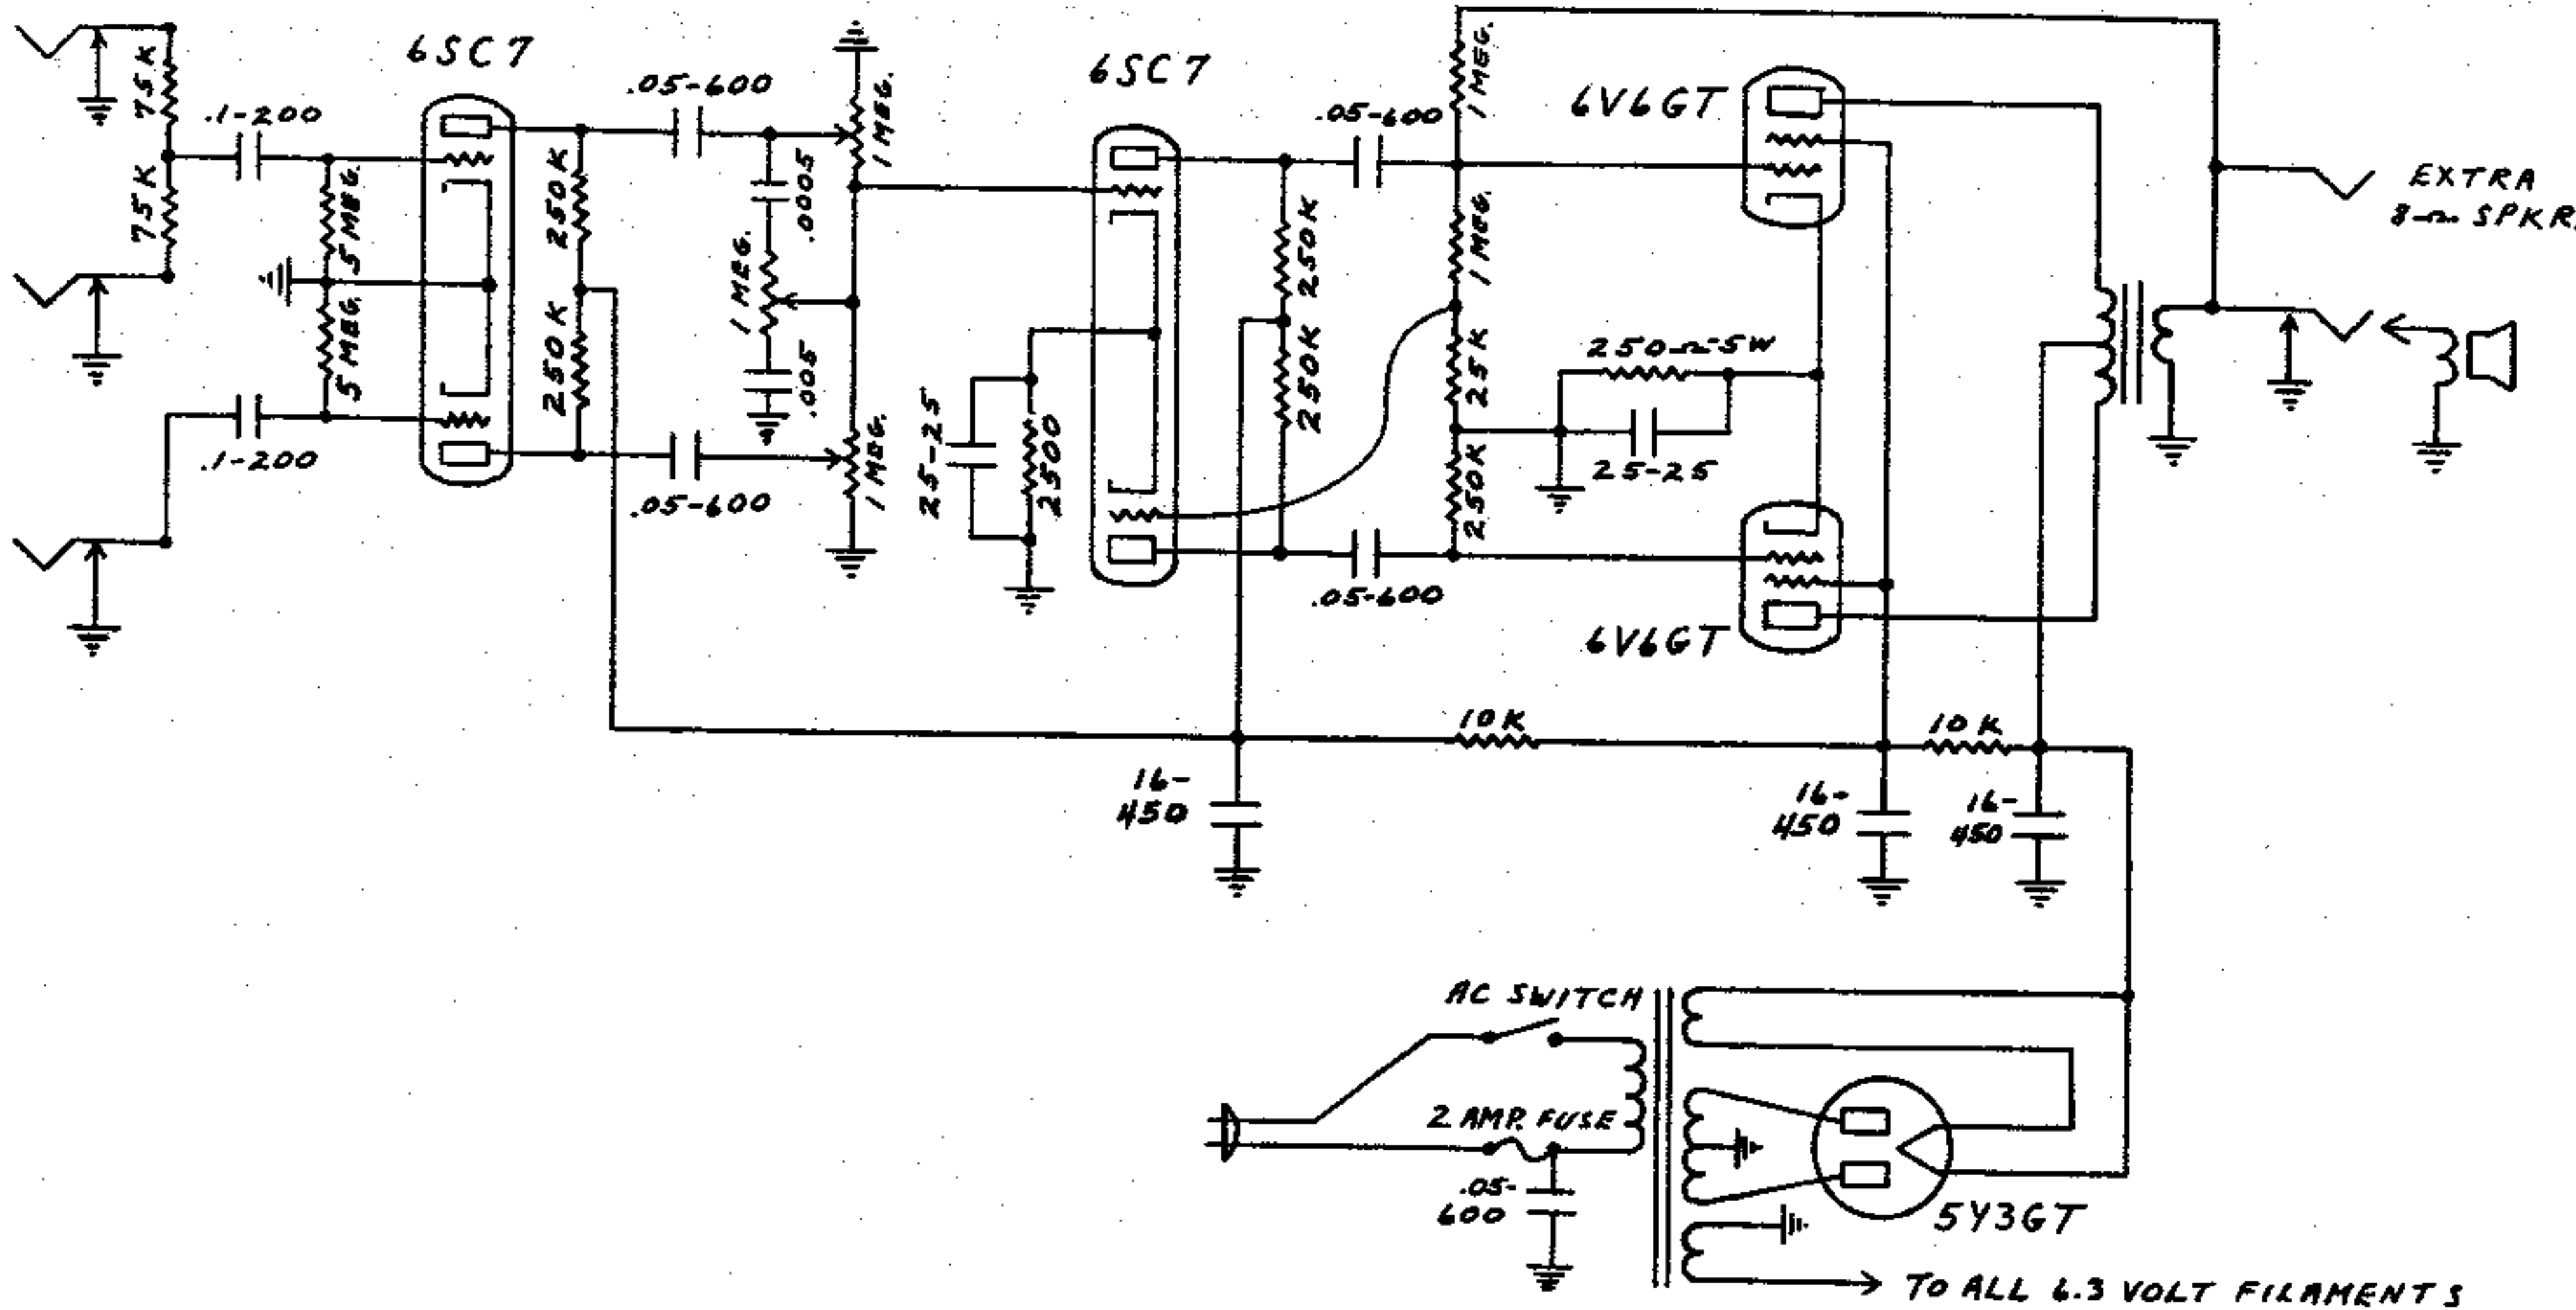 75K
75K
.1-200
5 MEG.
5 MEG.
.1-200
6SC7
250K
250K
.05-600
.0005
1 MEG.
1 MEG.
.005
1 MEG.
.05-600
6SC7
25-25
2500
250K
250K
.05-600
.05-600
1 MEG.
1 MEG.
25K
250K
6V6GT
250Ω-5W
25-25
6V6GT
EXTRA
8-Ω SPKR.
10K
10K
16-
450
16-
450
16-
450
AC SWITCH
2 AMP. FUSE
.05-
600
5Y3GT
TO ALL 6.3 VOLT FILAMENTS